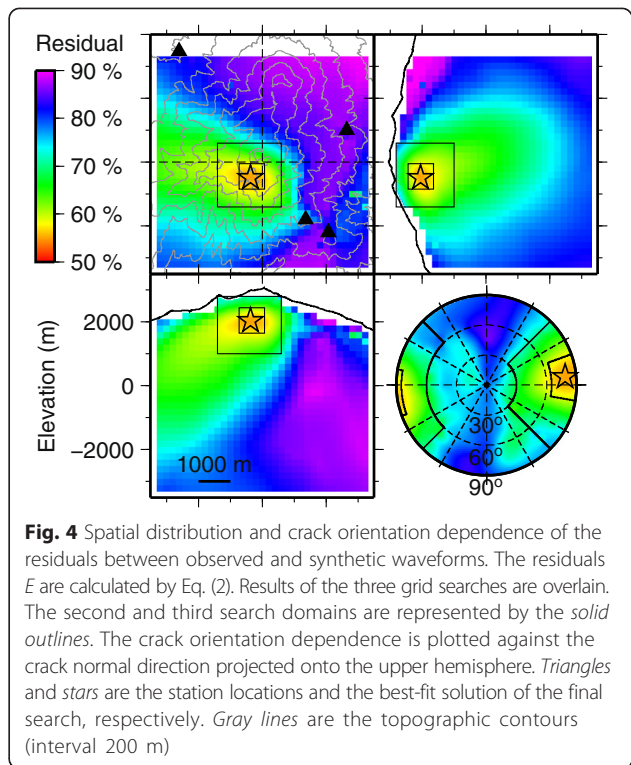 Residual
90 %
80 %
70 %
60 %
50 %
Elevation (m)
2000
0
−2000
1000 m
30°
60°
90°
Fig. 4 Spatial distribution and crack orientation dependence of the
residuals between observed and synthetic waveforms. The residuals
E are calculated by Eq. (2). Results of the three grid searches are overlain.
The second and third search domains are represented by the solid
outlines. The crack orientation dependence is plotted against the
crack normal direction projected onto the upper hemisphere. Triangles
and stars are the station locations and the best-fit solution of the final
search, respectively. Gray lines are the topographic contours
(interval 200 m)